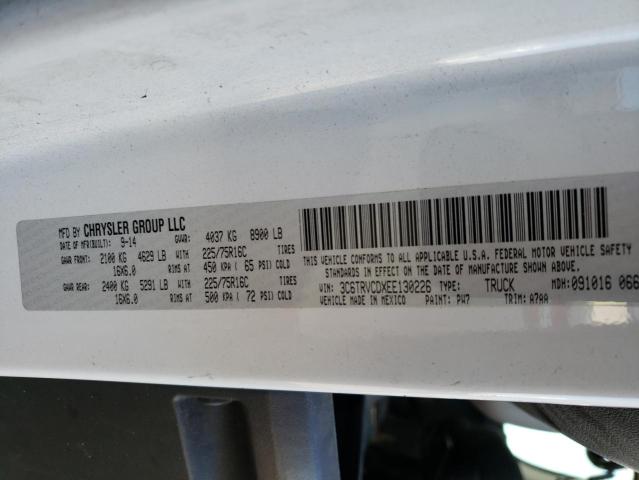 MFD BY CHRYSLER GROUP LLC
DATE OF MFR(BUILT): 9-14 GVWR: 4037 KG 8900 LB
GAWR FRONT: 2100 KG 4629 LB WITH 225/75R16C TIRES
16X6.0 RIMS AT 450 KPA( 65 PSI) COLD
GAWR REAR: 2400 KG 5291 LB WITH 225/75R16C TIRES
16X6.0 RIMS AT 500 KPA ( 72 PSI) COLD
THIS VEHICLE CONFORMS TO ALL APPLICABLE U.S.A. FEDERAL MOTOR VEHICLE SAFETY
STANDARDS IN EFFECT ON THE DATE OF MANUFACTURE SHOWN ABOVE.
VIN: 3C6TRVCDXEE130226 TYPE: TRUCK MDH:091016 066
VEHICLE MADE IN MEXICO PAINT: PW7 TRIM: A7AA